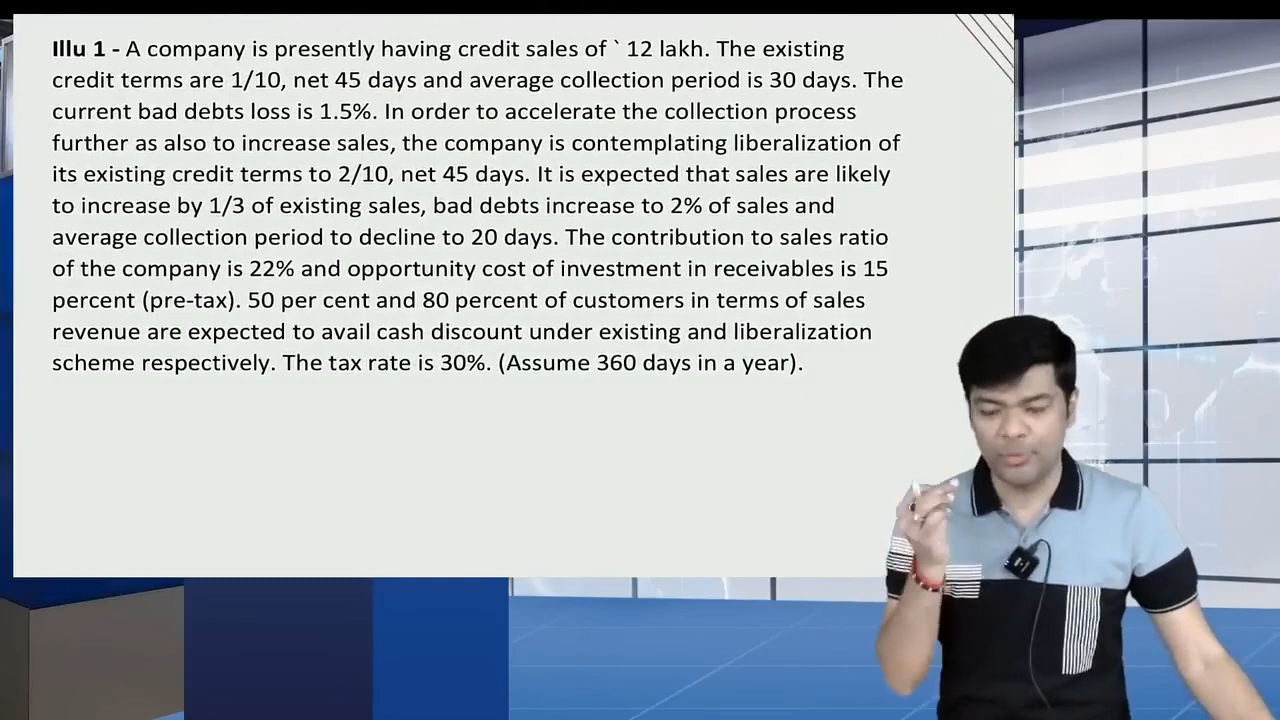 Illu 1 - A company is presently having credit sales of ` 12 lakh. The existing
credit terms are 1/10, net 45 days and average collection period is 30 days. The
current bad debts loss is 1.5%. In order to accelerate the collection process
further as also to increase sales, the company is contemplating liberalization of
its existing credit terms to 2/10, net 45 days. It is expected that sales are likely
to increase by 1/3 of existing sales, bad debts increase to 2% of sales and
average collection period to decline to 20 days. The contribution to sales ratio
of the company is 22% and opportunity cost of investment in receivables is 15
percent (pre-tax). 50 per cent and 80 percent of customers in terms of sales
revenue are expected to avail cash discount under existing and liberalization
scheme respectively. The tax rate is 30%. (Assume 360 days in a year).